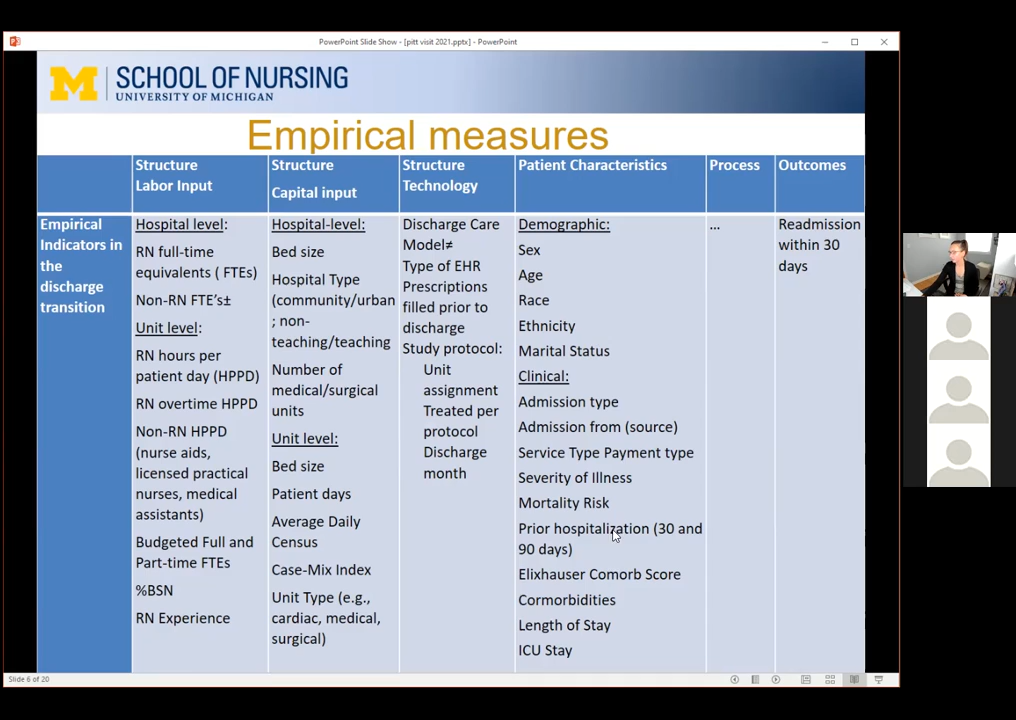 PowerPoint Slide Show - [pitt visit 2021.pptx] - PowerPoint
M SCHOOL OF NURSING
UNIVERSITY OF MICHIGAN
Empirical measures
Structure
Labor Input
Structure
Capital input
Structure
Technology
Patient Characteristics
Process
Outcomes
Empirical
Indicators in
the
discharge
transition
Hospital level:
RN full-time
equivalents ( FTEs)
Non-RN FTE's±
Unit level:
RN hours per
patient day (HPPD)
RN overtime HPPD
Non-RN HPPD
(nurse aids,
licensed practical
nurses, medical
assistants)
Budgeted Full and
Part-time FTEs
%BSN
RN Experience
Hospital-level:
Bed size
Hospital Type
(community/urban
; non-
teaching/teaching
Number of
medical/surgical
units
Unit level:
Bed size
Patient days
Average Daily
Census
Case-Mix Index
Unit Type (e.g.,
cardiac, medical,
surgical)
Discharge Care
Model≠
Type of EHR
Prescriptions
filled prior to
discharge
Study protocol:
Unit
assignment
Treated per
protocol
Discharge
month
Demographic:
Sex
Age
Race
Ethnicity
Marital Status
Clinical:
Admission type
Admission from (source)
Service Type Payment type
Severity of Illness
Mortality Risk
Prior hospitalization (30 and
90 days)
Elixhauser Comorb Score
Cormorbidities
Length of Stay
ICU Stay
...
Readmission
within 30
days
Slide 6 of 20